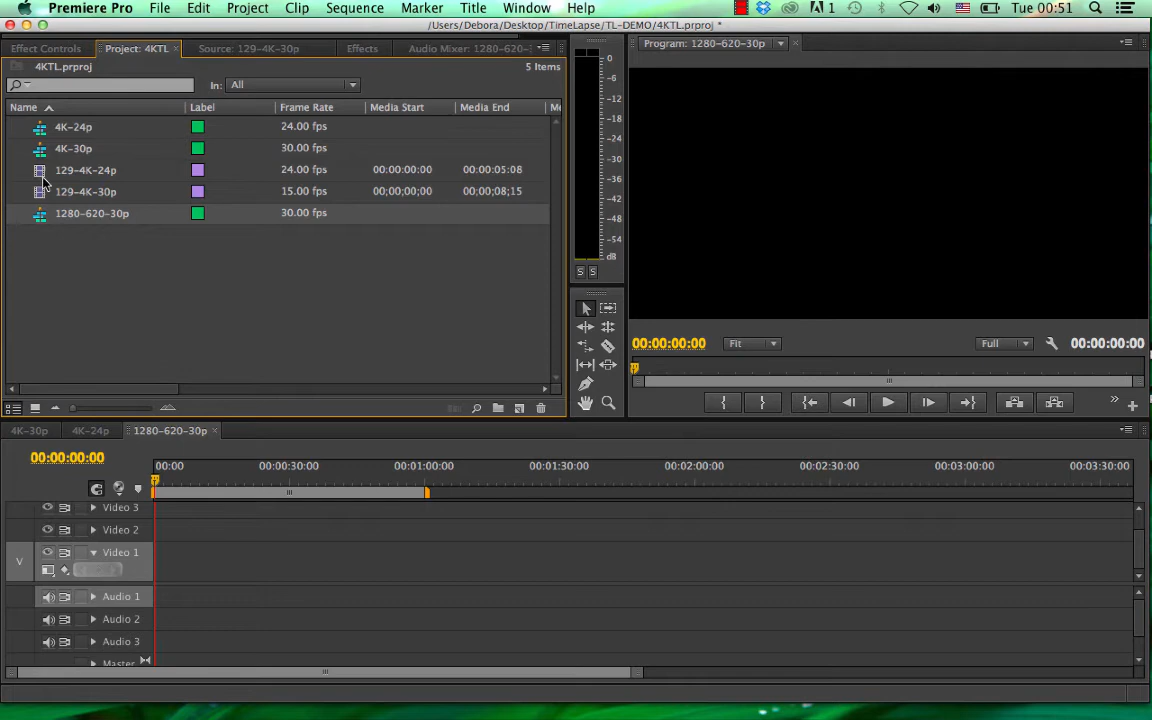 Premiere Pro File Edit Project Clip Sequence Marker Title Window Help 1 Tue 00:51
/Users/Debora/Desktop/TimeLapse/TL-DEMO/4KTL.prproj *
Effect Controls Project: 4KTL × Source: 129-4K-30p Effects Audio Mixer: 1280-620-
4KTL.prproj 5 Items
In: All
Name Label Frame Rate Media Start Media End
4K-24p 24.00 fps
4K-30p 30.00 fps
129-4K-24p 24.00 fps 00:00:00:00 00:00:05:08
129-4K-30p 15.00 fps 00;00;00;00 00;00;08;15
1280-620-30p 30.00 fps
0
-6
-12
-18
-24
-30
-36
-42
-48
-54
dB
S S
Program: 1280-620-30p ×
00:00:00:00 Fit Full 00:00:00:00
4K-30p 4K-24p 1280-620-30p ×
00:00:00:00
00:00 00:00:30:00 00:01:00:00 00:01:30:00 00:02:00:00 00:02:30:00 00:03:00:00 00:03:30:00
Video 3
Video 2
V Video 1
Audio 1
Audio 2
Audio 3
Master